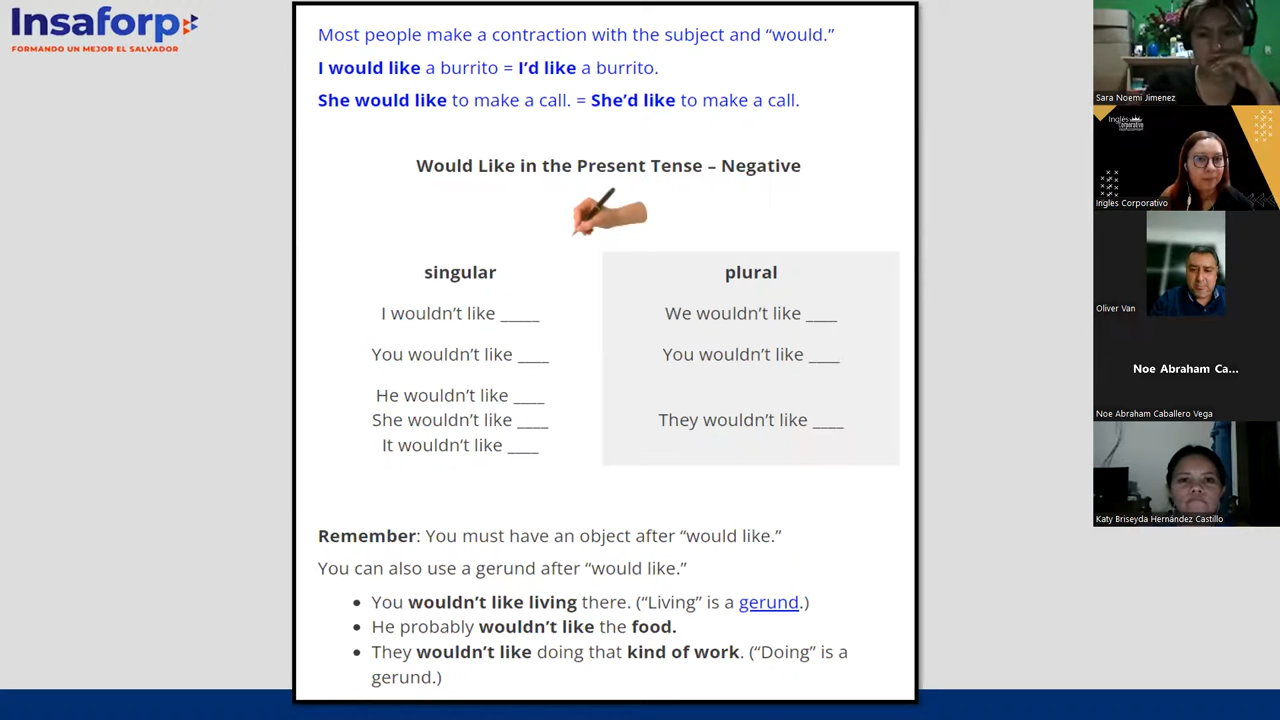 Insaforp
FORMANDO UN MEJOR EL SALVADOR
Most people make a contraction with the subject and “would.”
I would like a burrito = I’d like a burrito.
She would like to make a call. = She’d like to make a call.
Would Like in the Present Tense – Negative
singular
plural
I wouldn’t like _____
We wouldn’t like ____
You wouldn’t like ____
You wouldn’t like ____
He wouldn’t like ____
She wouldn’t like ____
They wouldn’t like ____
It wouldn’t like ____
Remember: You must have an object after “would like.”
You can also use a gerund after “would like.”
• You wouldn’t like living there. (“Living” is a gerund.)
• He probably wouldn’t like the food.
• They wouldn’t like doing that kind of work. (“Doing” is a
gerund.)
Sara Noemi Jimenez
Inglés
Corporativo
Ingles Corporativo
Oliver Van
Noe Abraham Ca...
Noe Abraham Caballero Vega
Katy Briseyda Hernández Castillo